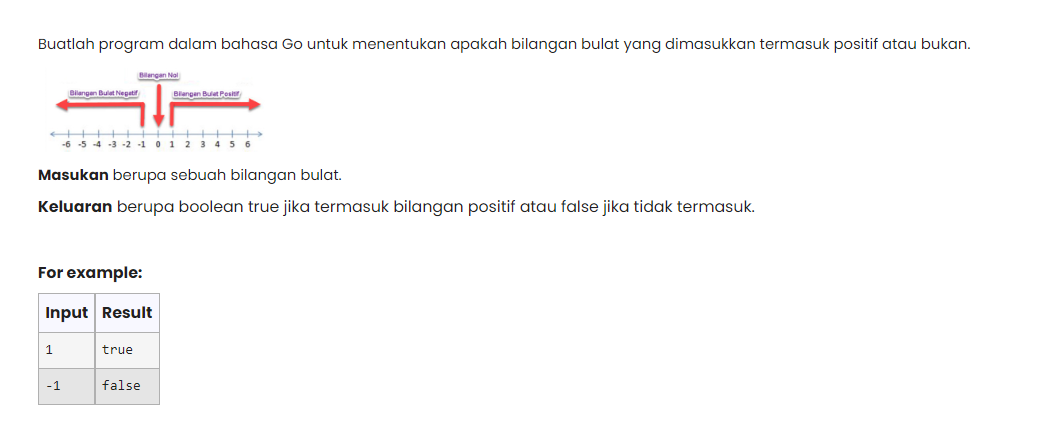 Buatlah program dalam bahasa Go untuk menentukan apakah bilangan bulat yang dimasukkan termasuk positif atau bukan.
Bilangan Nol
Bilangan Bulat Negatif
Bilangan Bulat Positif
-6 -5 -4 -3 -2 -1 0 1 2 3 4 5 6
Masukan berupa sebuah bilangan bulat.
Keluaran berupa boolean true jika termasuk bilangan positif atau false jika tidak termasuk.
For example:
Input Result
1 true
-1 false